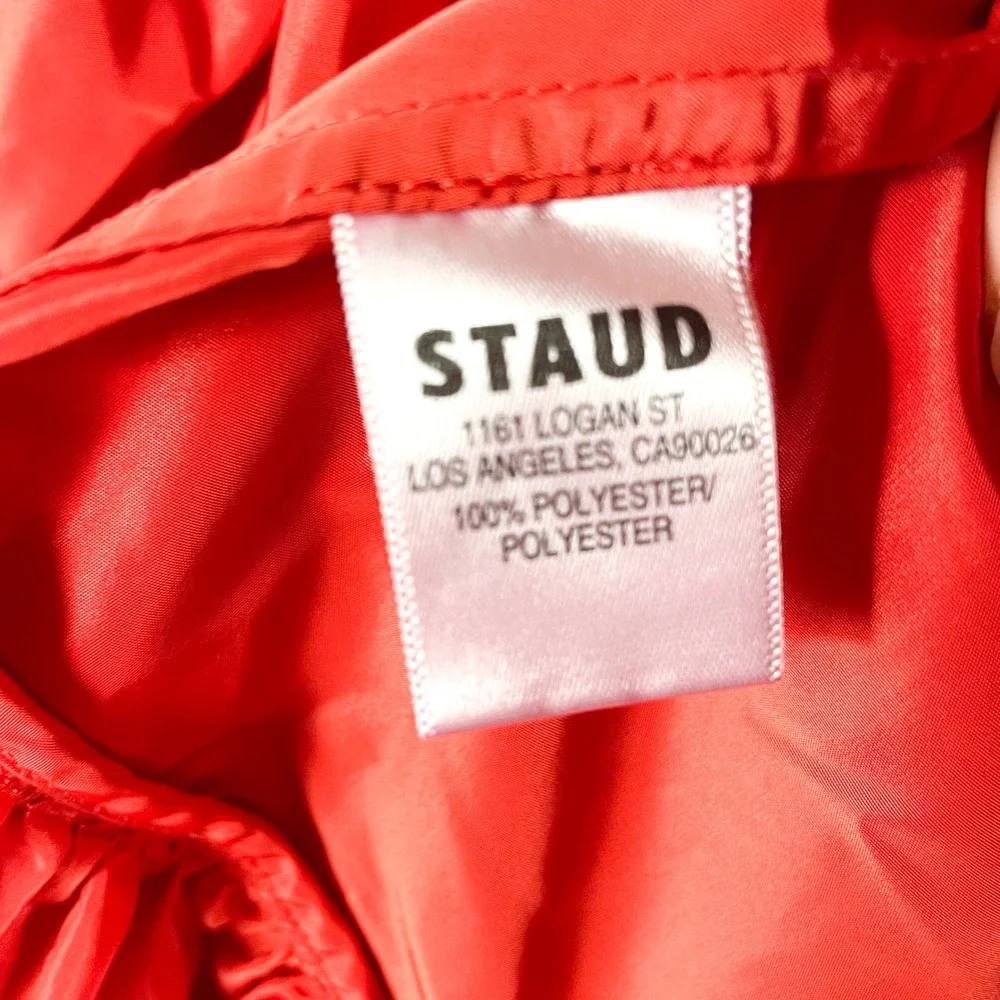 STAUD
1161 LOGAN ST
LOS ANGELES, CA90026
100% POLYESTER/
POLYESTER